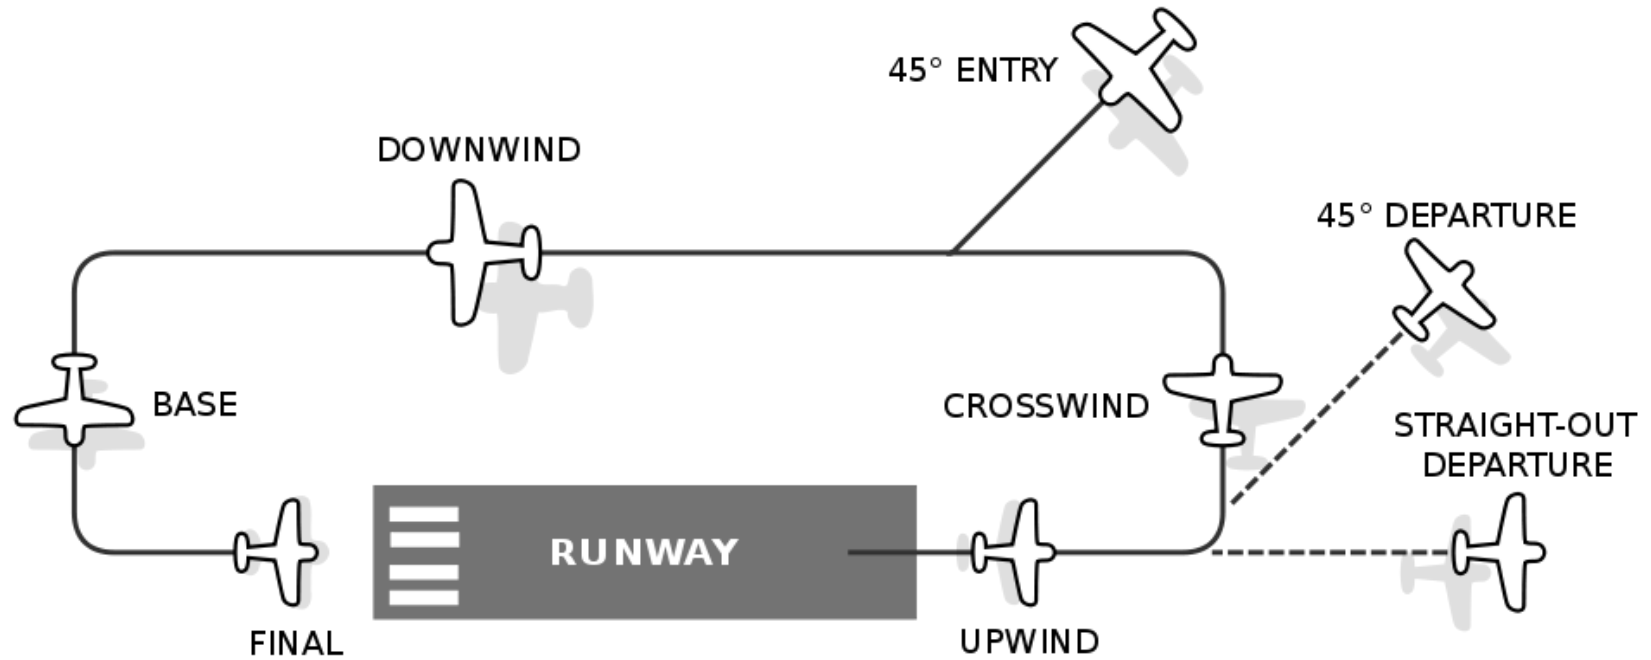 45° ENTRY
DOWNWIND
45° DEPARTURE
BASE
CROSSWIND
STRAIGHT-OUT
DEPARTURE
RUNWAY
FINAL
UPWIND